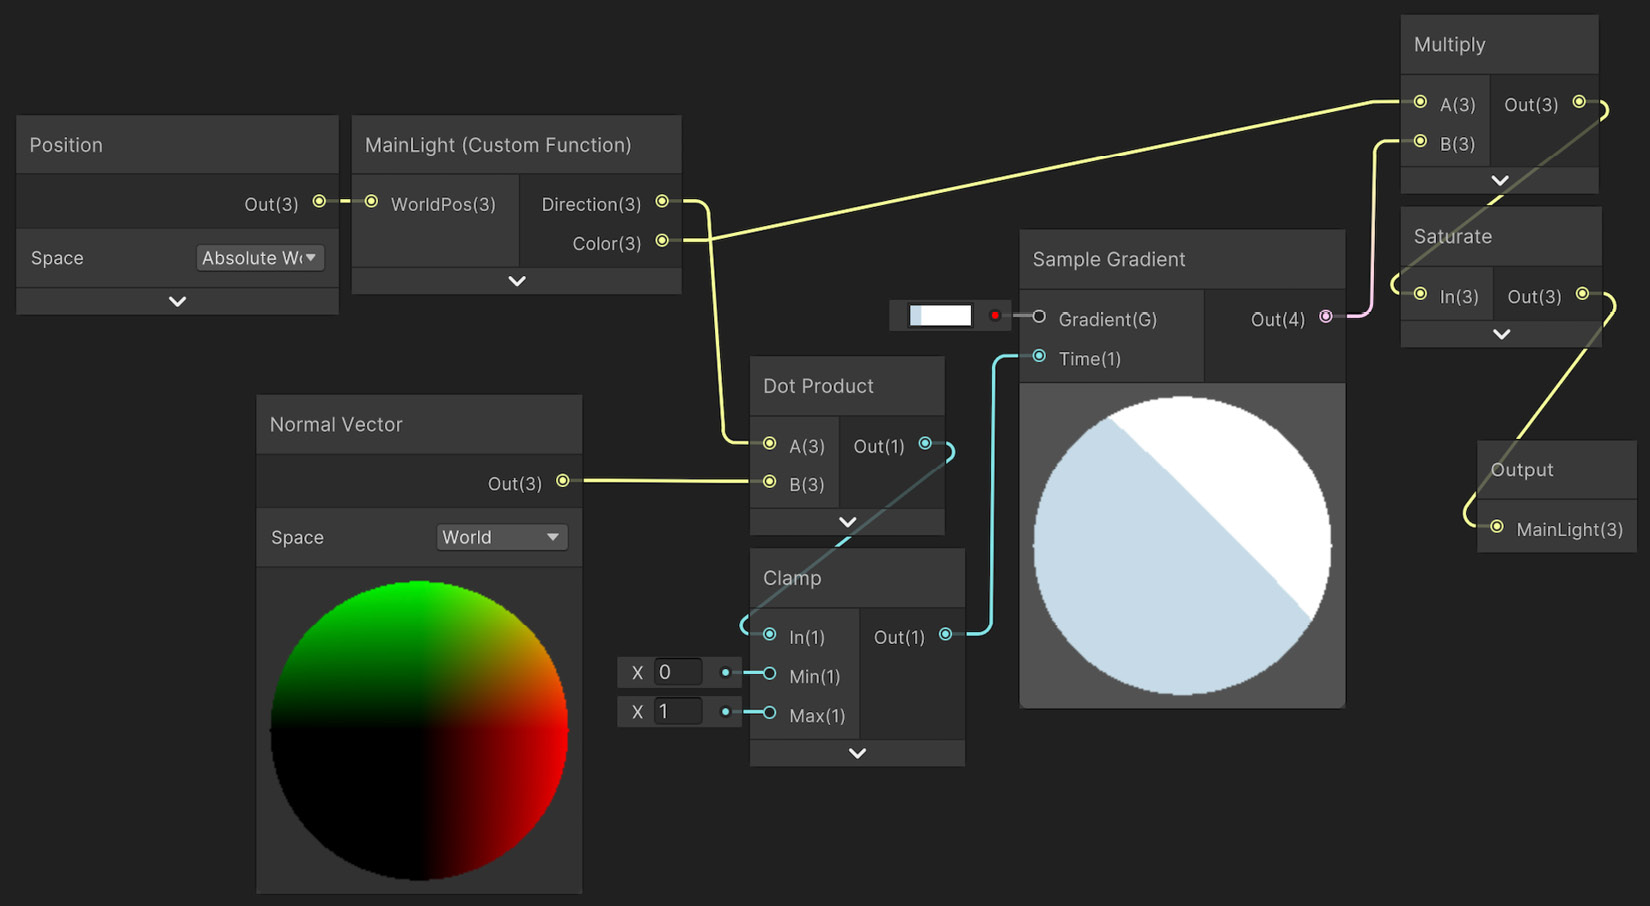 Position
Out(3)
Space
Absolute Wo
MainLight (Custom Function)
WorldPos(3)
Direction(3)
Color(3)
Normal Vector
Out(3)
Space
World
Dot Product
A(3)
Out(1)
B(3)
Clamp
In(1)
Out(1)
X 0
Min(1)
X 1
Max(1)
Sample Gradient
Gradient(G)
Out(4)
Time(1)
Multiply
A(3)
Out(3)
B(3)
Saturate
In(3)
Out(3)
Output
MainLight(3)